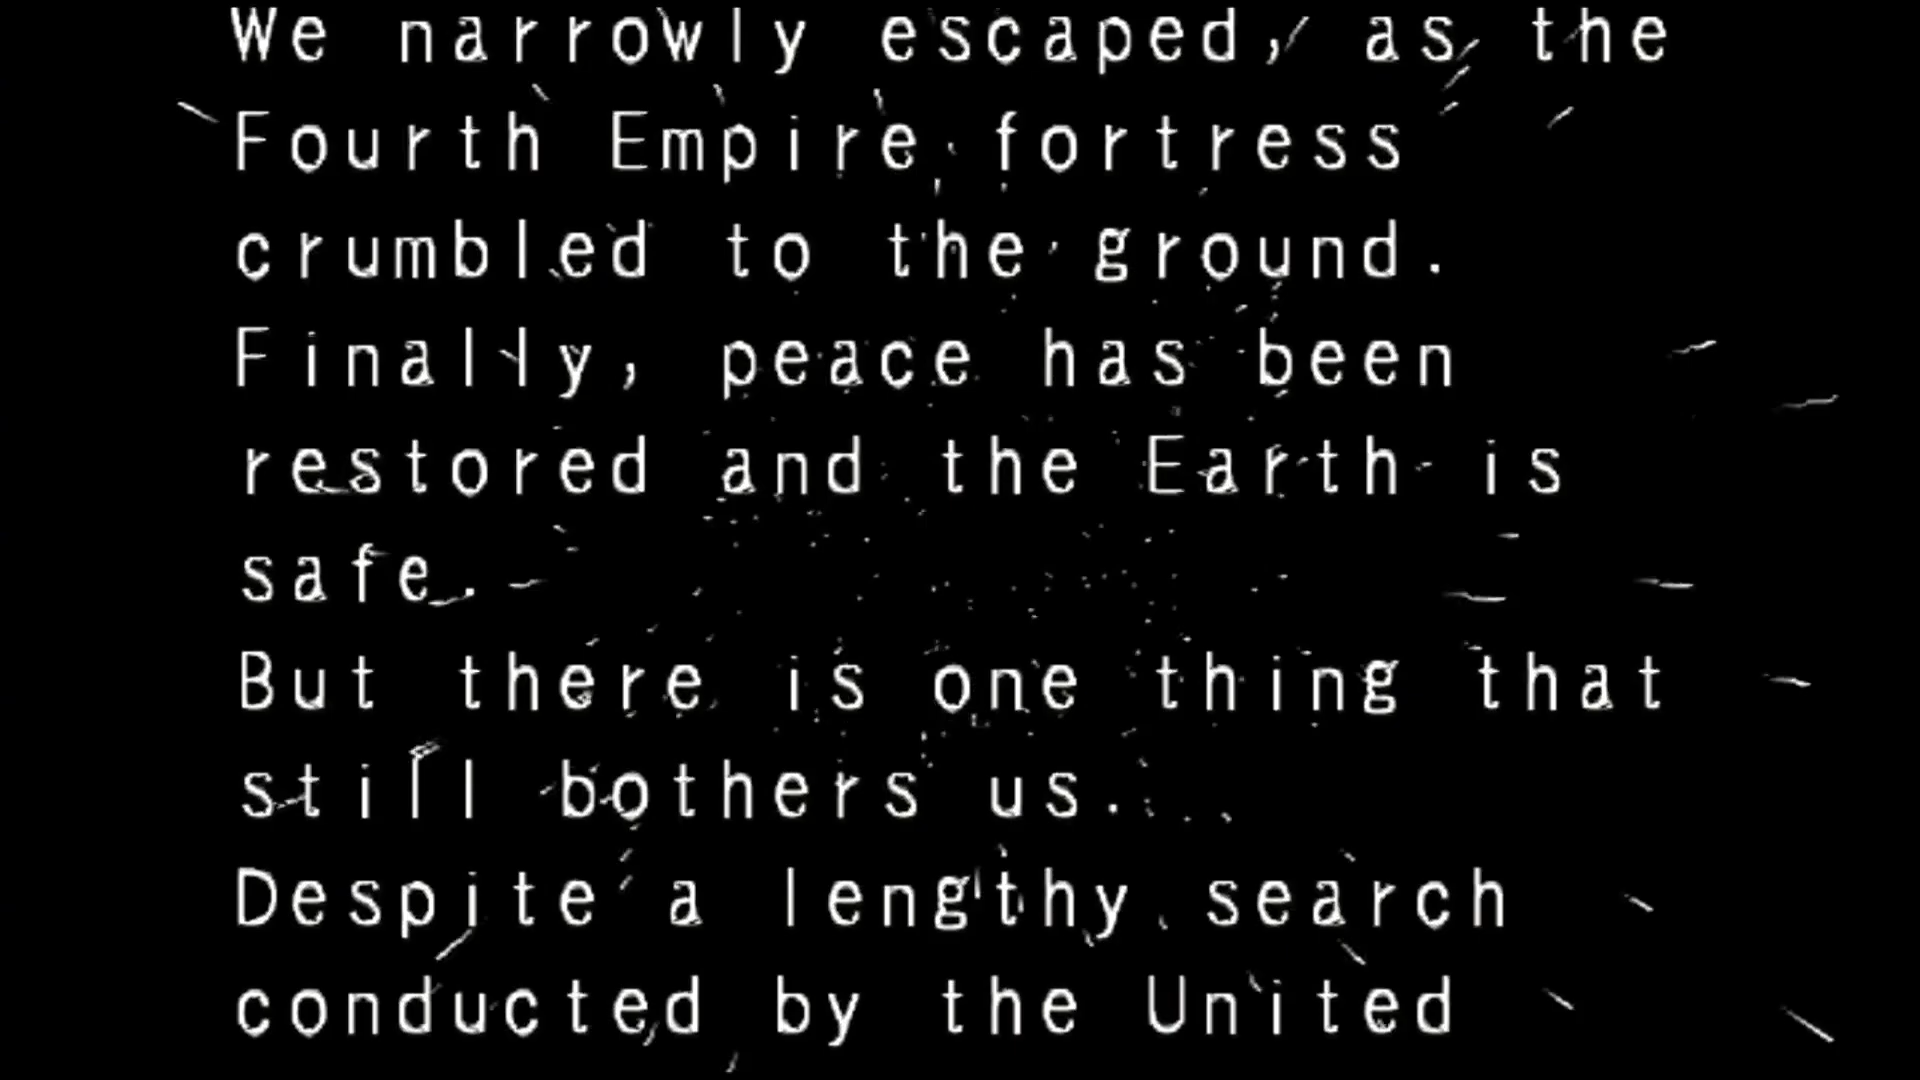 We narrowly escaped, as the
Fourth Empire fortress
crumbled to the ground.
Finally, peace has been
restored and the Earth is
safe.
But there is one thing that
still bothers us.
Despite a lengthy search
conducted by the United